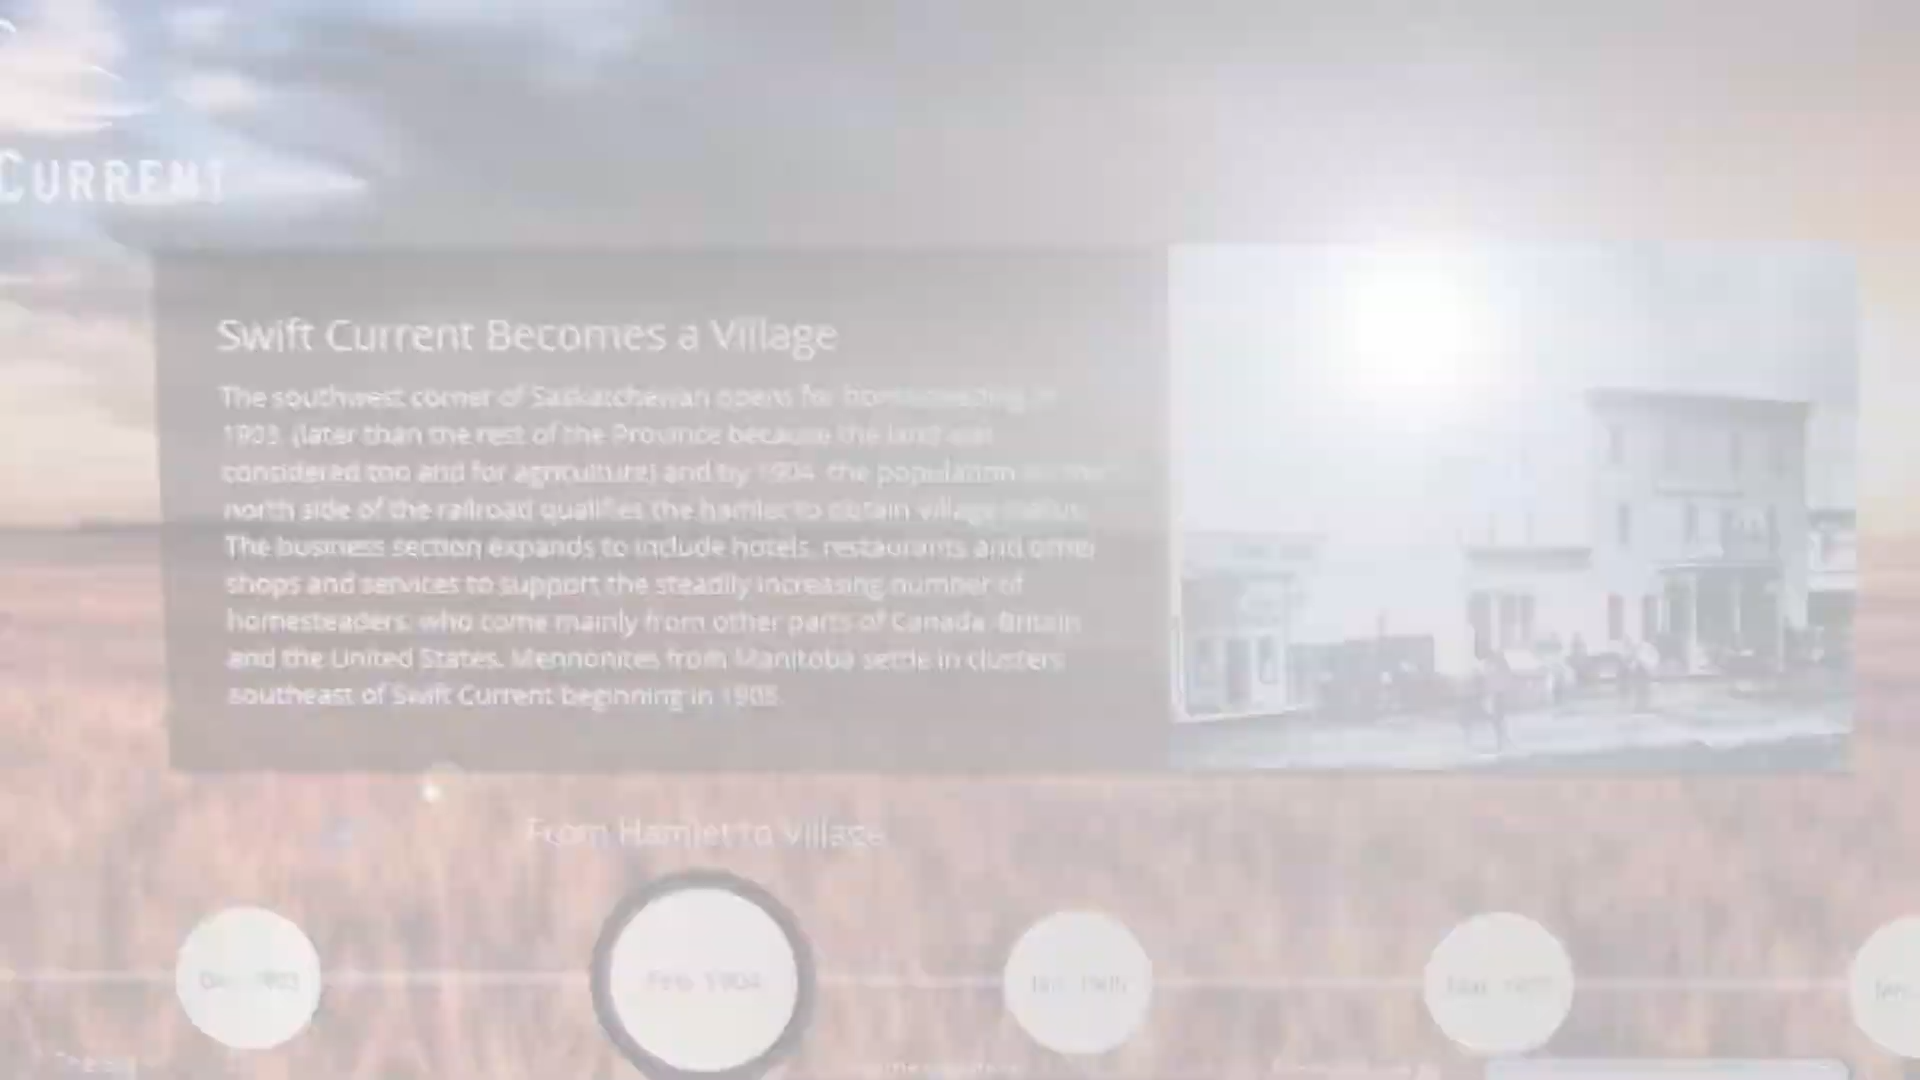 CURRENT
Swift Current Becomes a Village
The southwest corner of Saskatchewan opens for homesteading in
1903, (later than the rest of the Province because the land was
considered too arid for agriculture) and by 1904, the population on the
north side of the railroad qualifies the hamlet to obtain village status.
The business section expands to include hotels, restaurants and other
shops and services to support the steadily increasing number of
homesteaders, who come mainly from other parts of Canada, Britain
and the United States. Mennonites from Manitoba settle in clusters
southeast of Swift Current beginning in 1905.
From Hamlet to Village
Feb 1904